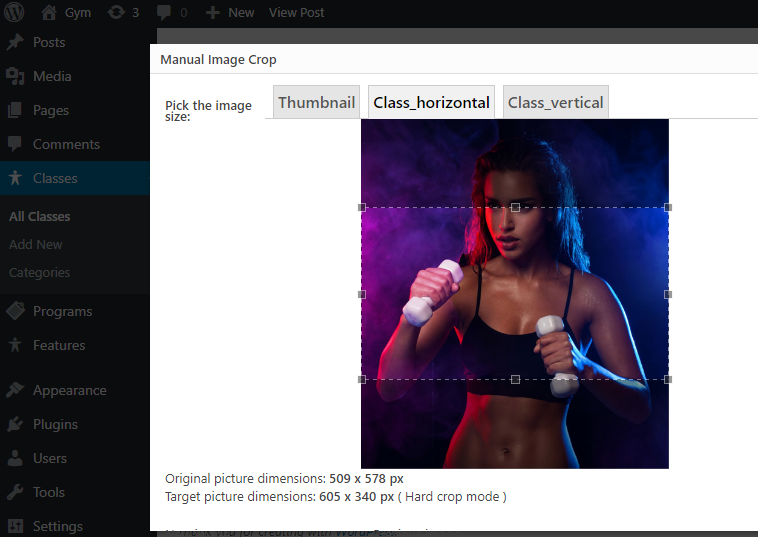 Gym 3 0 New View Post
Posts
Media
Pages
Comments
Classes
All Classes
Add New
Categories
Programs
Features
Appearance
Plugins
Users
Tools
Settings
Manual Image Crop
Pick the image
size:
Thumbnail Class_horizontal Class_vertical
Original picture dimensions: 509 x 578 px
Target picture dimensions: 605 x 340 px ( Hard crop mode )